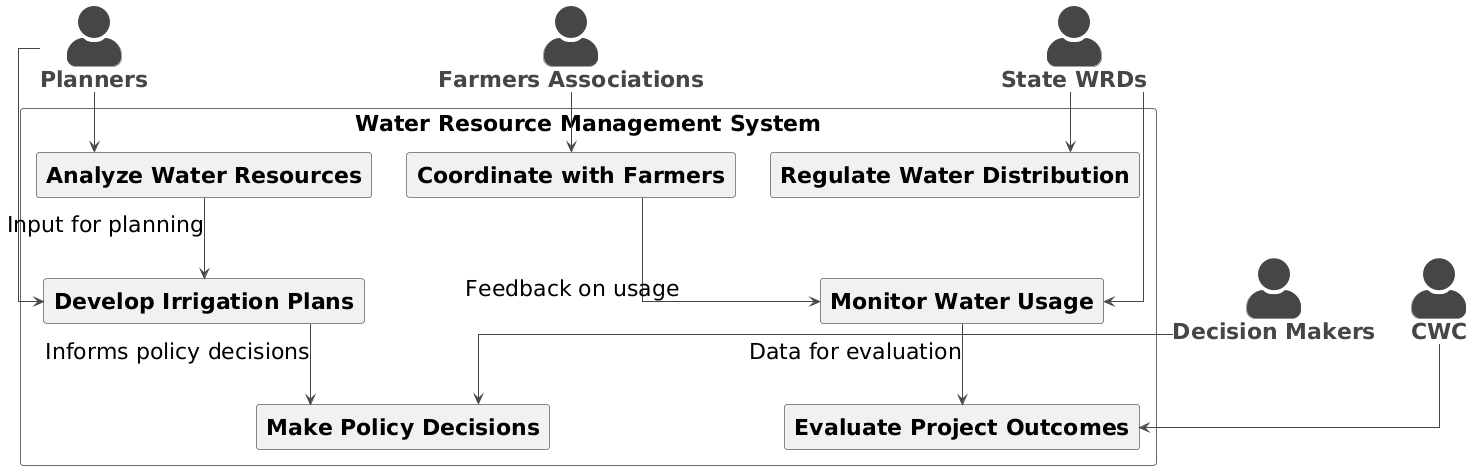 Planners
Farmers Associations
State WRDs
Water Resource Management System
Analyze Water Resources
Coordinate with Farmers
Regulate Water Distribution
Input for planning
Feedback on usage
Develop Irrigation Plans
Monitor Water Usage
Decision Makers
CWC
Informs policy decisions
Data for evaluation
Make Policy Decisions
Evaluate Project Outcomes